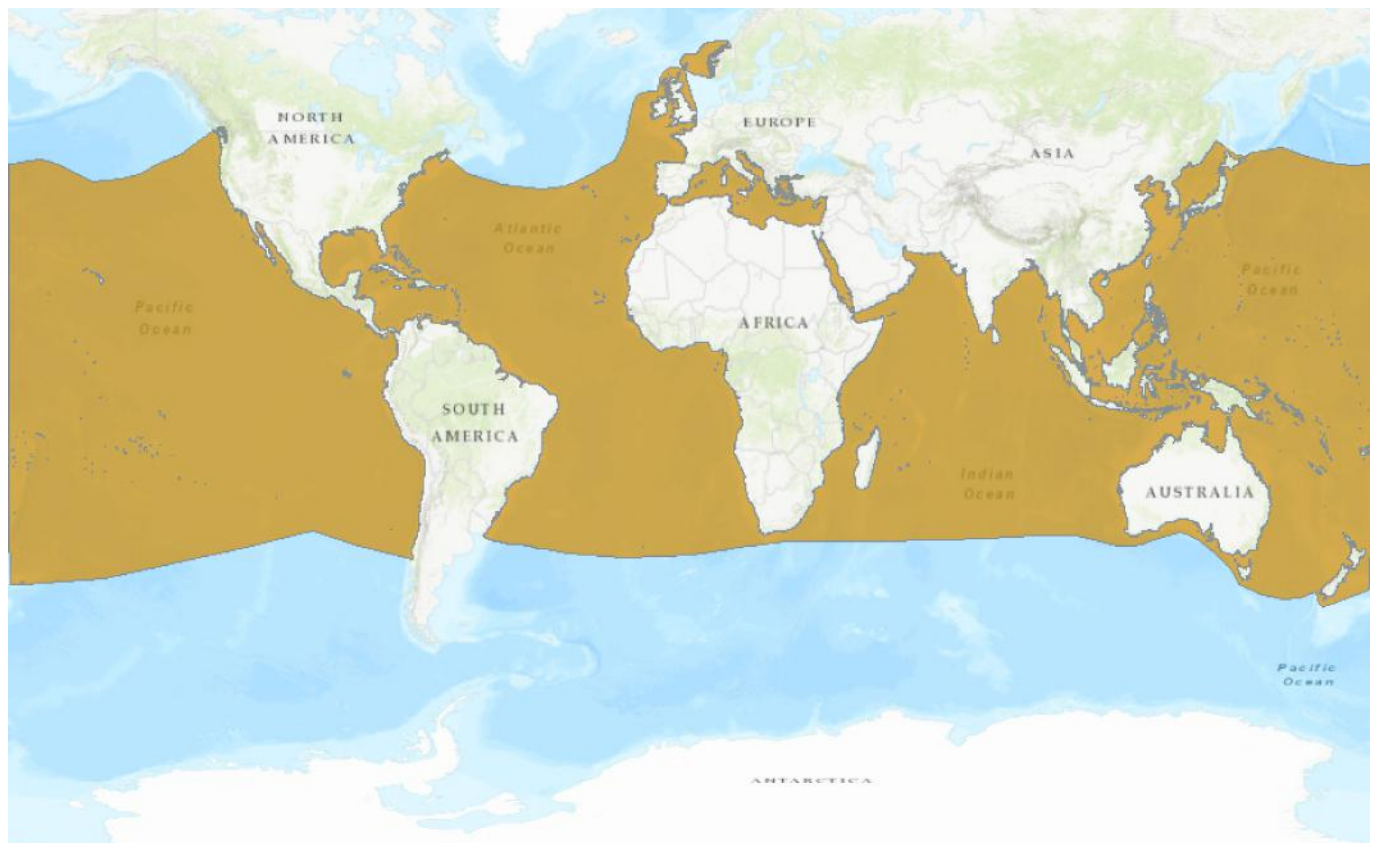 NORTH
AMERICA
EUROPE
ASIA
Atlantic
Ocean
Pacific
Ocean
Pacific
Ocean
AFRICA
SOUTH
AMERICA
Indian
Ocean
AUSTRALIA
Pacific
Ocean
ANTARCTICA